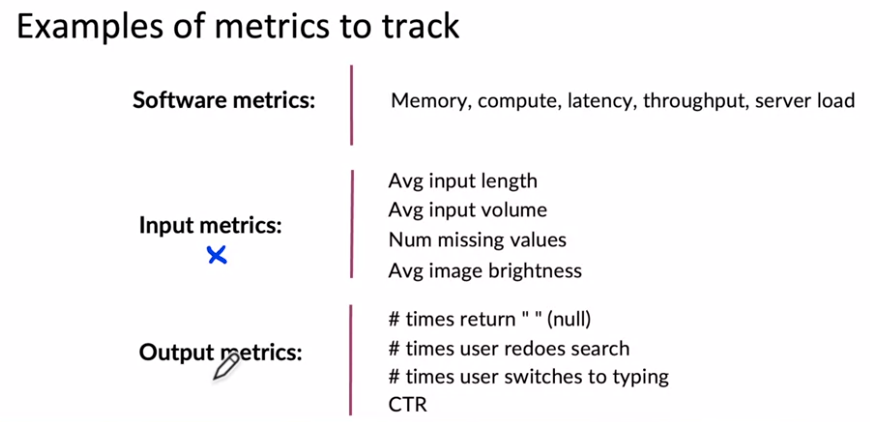 Examples of metrics to track
Software metrics:
Memory, compute, latency, throughput, server load
Input metrics:
x
Avg input length
Avg input volume
Num missing values
Avg image brightness
Output metrics:
# times return " " (null)
# times user redoes search
# times user switches to typing
CTR